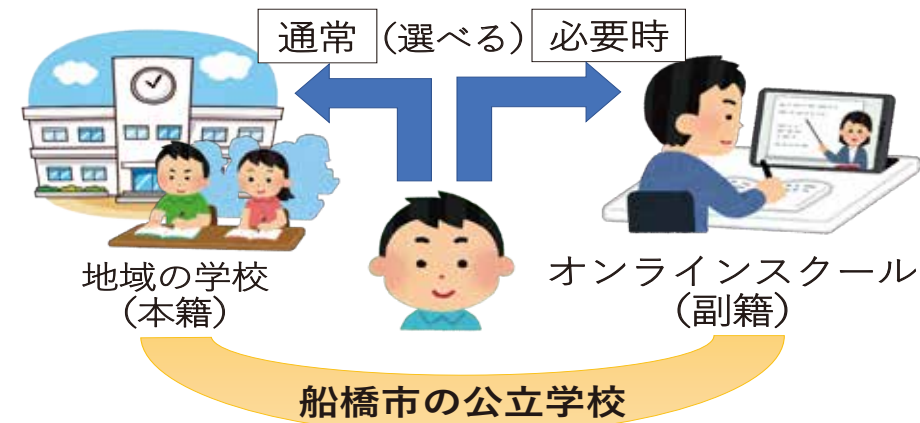 通常 (選べる) 必要時
地域の学校
(本籍)
オンラインスクール
(副籍)
船橋市の公立学校